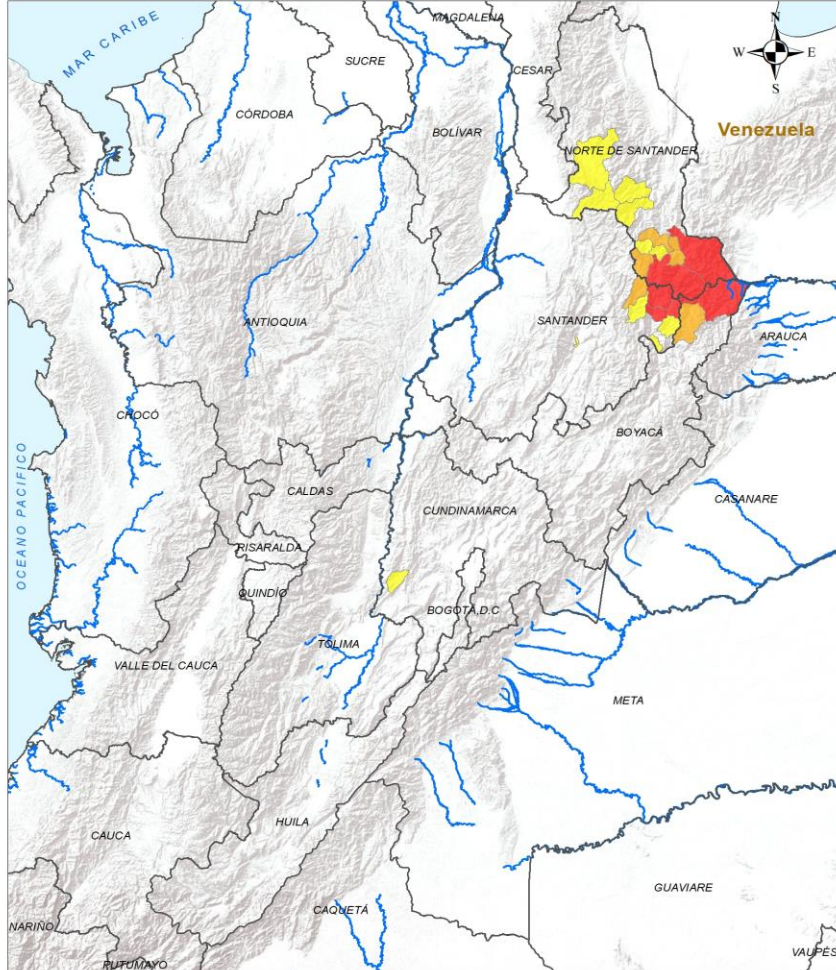 MAGDALENA
N
MAR CARIBE
SUCRE
CESAR
W
E
S
CÓRDOBA
BOLÍVAR
Venezuela
NORTE DE SANTANDER
ANTIOQUIA
SANTANDER
ARAUCA
CHOCÓ
BOYACÁ
CALDAS
CASANARE
CUNDINAMARCA
OCEANO PACIFICO
RISARALDA
QUINDÍO
BOGOTÁ,D.C
TOLIMA
VALLE DEL CAUCA
META
HUILA
CAUCA
GUAVIARE
CAQUETÁ
NARIÑO
VAUPÉS
PUTUMAYO